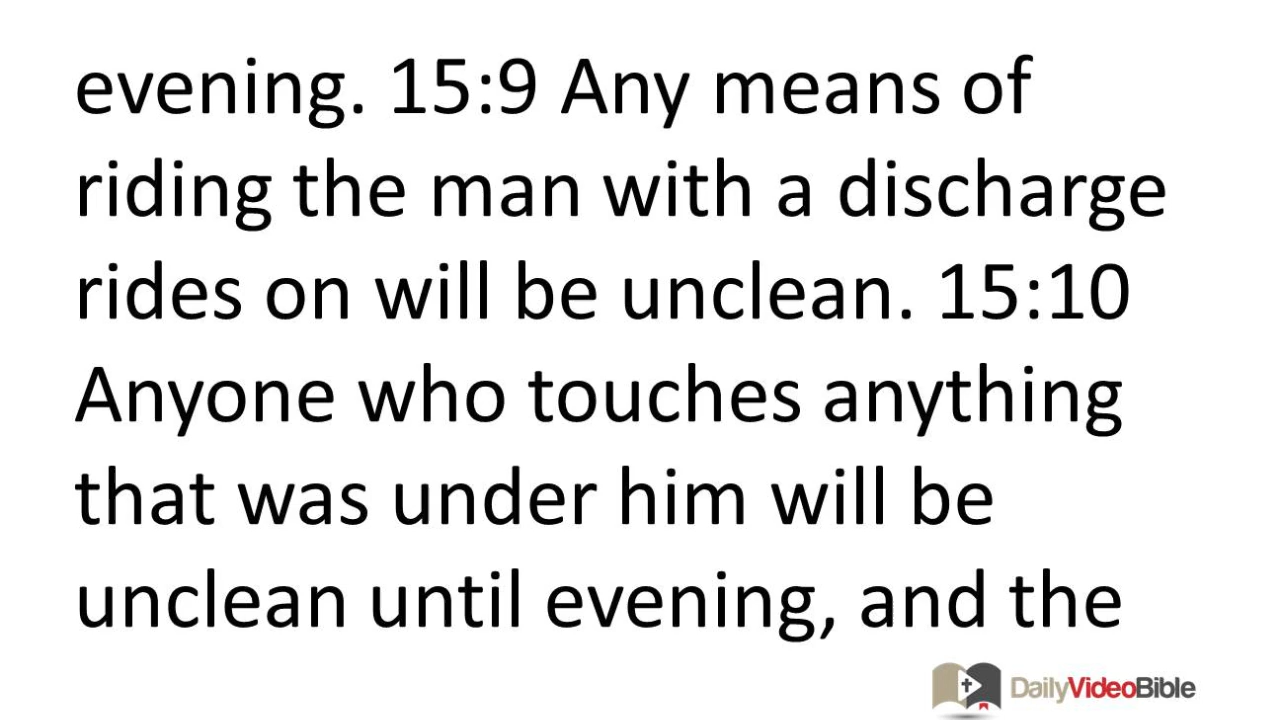 evening. 15:9 Any means of
riding the man with a discharge
rides on will be unclean. 15:10
Anyone who touches anything
that was under him will be
unclean until evening, and the
DailyVideoBible